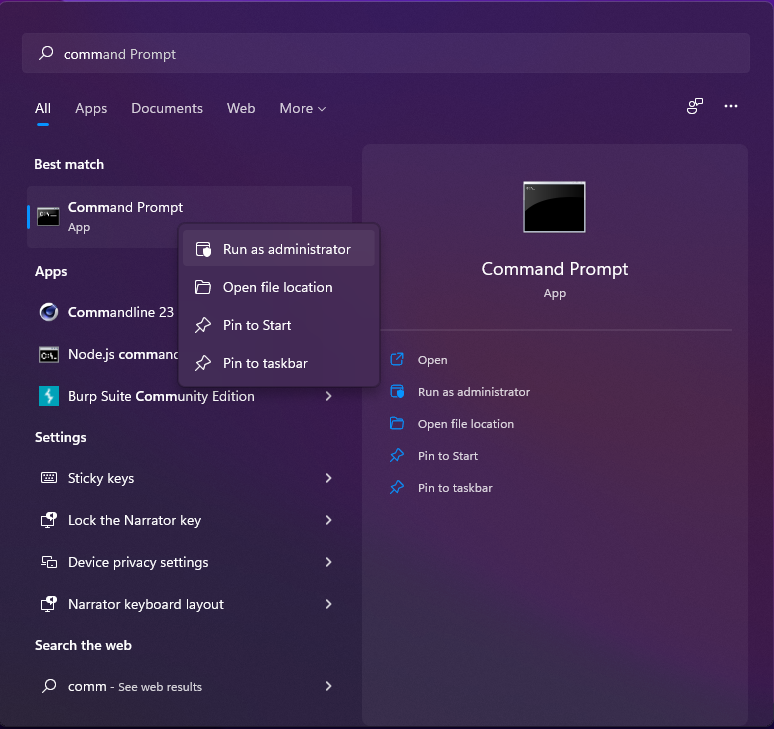 command Prompt
All Apps Documents Web More
Best match
Command Prompt
App
Run as administrator
Open file location
Pin to Start
Pin to taskbar
Apps
Commandline 23
Node.js command
Burp Suite Community Edition
Settings
Sticky keys
Lock the Narrator key
Device privacy settings
Narrator keyboard layout
Search the web
comm - See web results
Command Prompt
App
Open
Run as administrator
Open file location
Pin to Start
Pin to taskbar